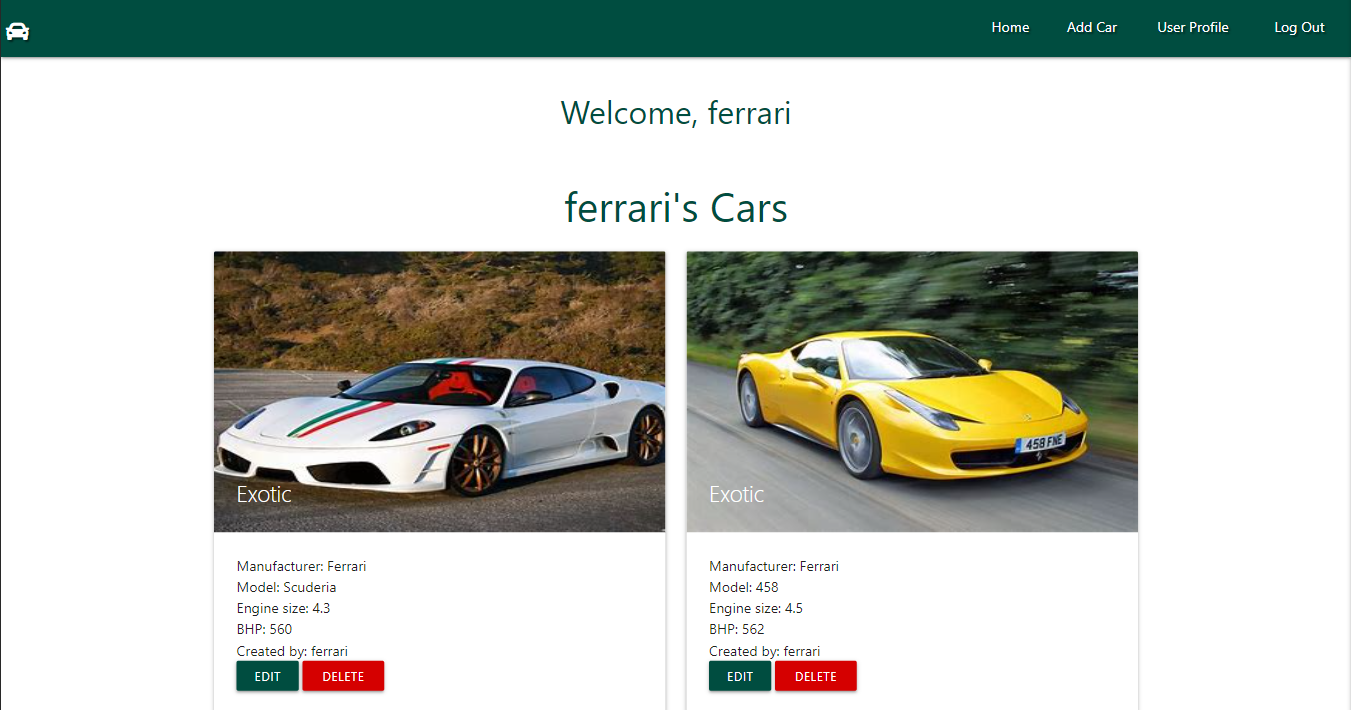 Home Add Car User Profile Log Out
Welcome, ferrari
ferrari's Cars
Exotic
458 FNE
Exotic
Manufacturer: Ferrari
Model: Scuderia
Engine size: 4.3
BHP: 560
Created by: ferrari
EDIT DELETE
Manufacturer: Ferrari
Model: 458
Engine size: 4.5
BHP: 562
Created by: ferrari
EDIT DELETE